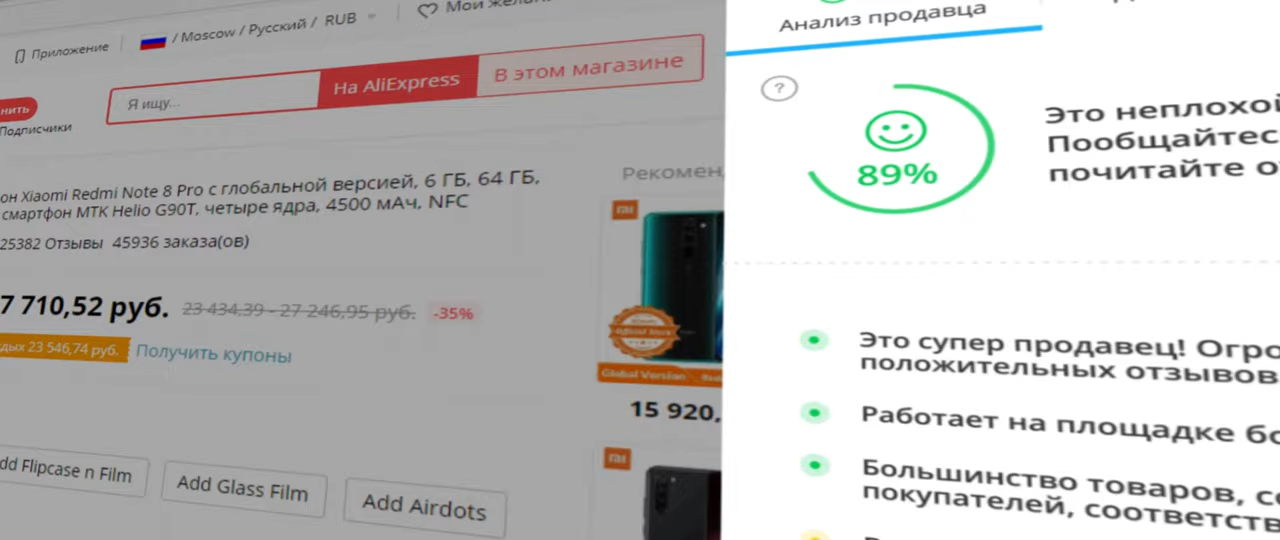 Приложение
/ Moscow / Русский / RUB
Мои
На AliExpress
В этом магазине
Я ищу...
Подписчики
Xiaomi Redmi Note 8 Pro с глобальной версией, 6 ГБ, 64 ГБ,
смартфон MTK Helio G90T, четыре ядра, 4500 мАч, NFC
25382 Отзывы 45936 заказа(ов)
7 710,52 руб. 23 434,39 - 27 246,95 руб. -35%
23 546,74 руб. Получить купоны
Flipcase n Film
Add Glass Film
Add Airdots
Рекомен
mi
Global Version
15 920,
mi
Анализ продавца
?
89%
Это неплохой
Пообщайтес
почитайте о
Это супер продавец! Огро
положительных отзывов
Работает на площадке бо
Большинство товаров, со
покупателей, соответств